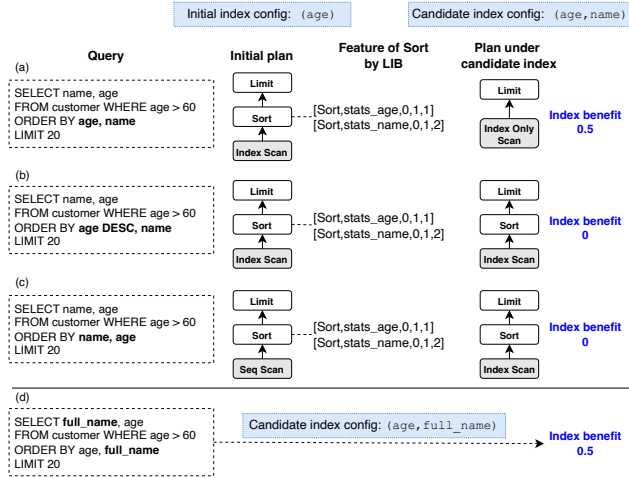 Initial index config: (age)
Candidate index config: (age,name)
Query
Initial plan
Feature of Sort
by LIB
Plan under
candidate index
(a)
SELECT name, age
FROM customer WHERE age > 60
ORDER BY age, name
LIMIT 20
Limit
Sort
Index Scan
[Sort,stats_age,0,1,1]
[Sort,stats_name,0,1,2]
Limit
Index Only
Scan
Index benefit
0.5
(b)
SELECT name, age
FROM customer WHERE age > 60
ORDER BY age DESC, name
LIMIT 20
Limit
Sort
Index Scan
[Sort,stats_age,0,1,1]
[Sort,stats_name,0,1,2]
Limit
Sort
Index Scan
Index benefit
0
(c)
SELECT name, age
FROM customer WHERE age > 60
ORDER BY name, age
LIMIT 20
Limit
Sort
Seq Scan
[Sort,stats_age,0,1,1]
[Sort,stats_name,0,1,2]
Limit
Sort
Index Scan
Index benefit
0
(d)
SELECT full_name, age
FROM customer WHERE age > 60
ORDER BY age, full_name
LIMIT 20
Candidate index config: (age,full_name)
Index benefit
0.5